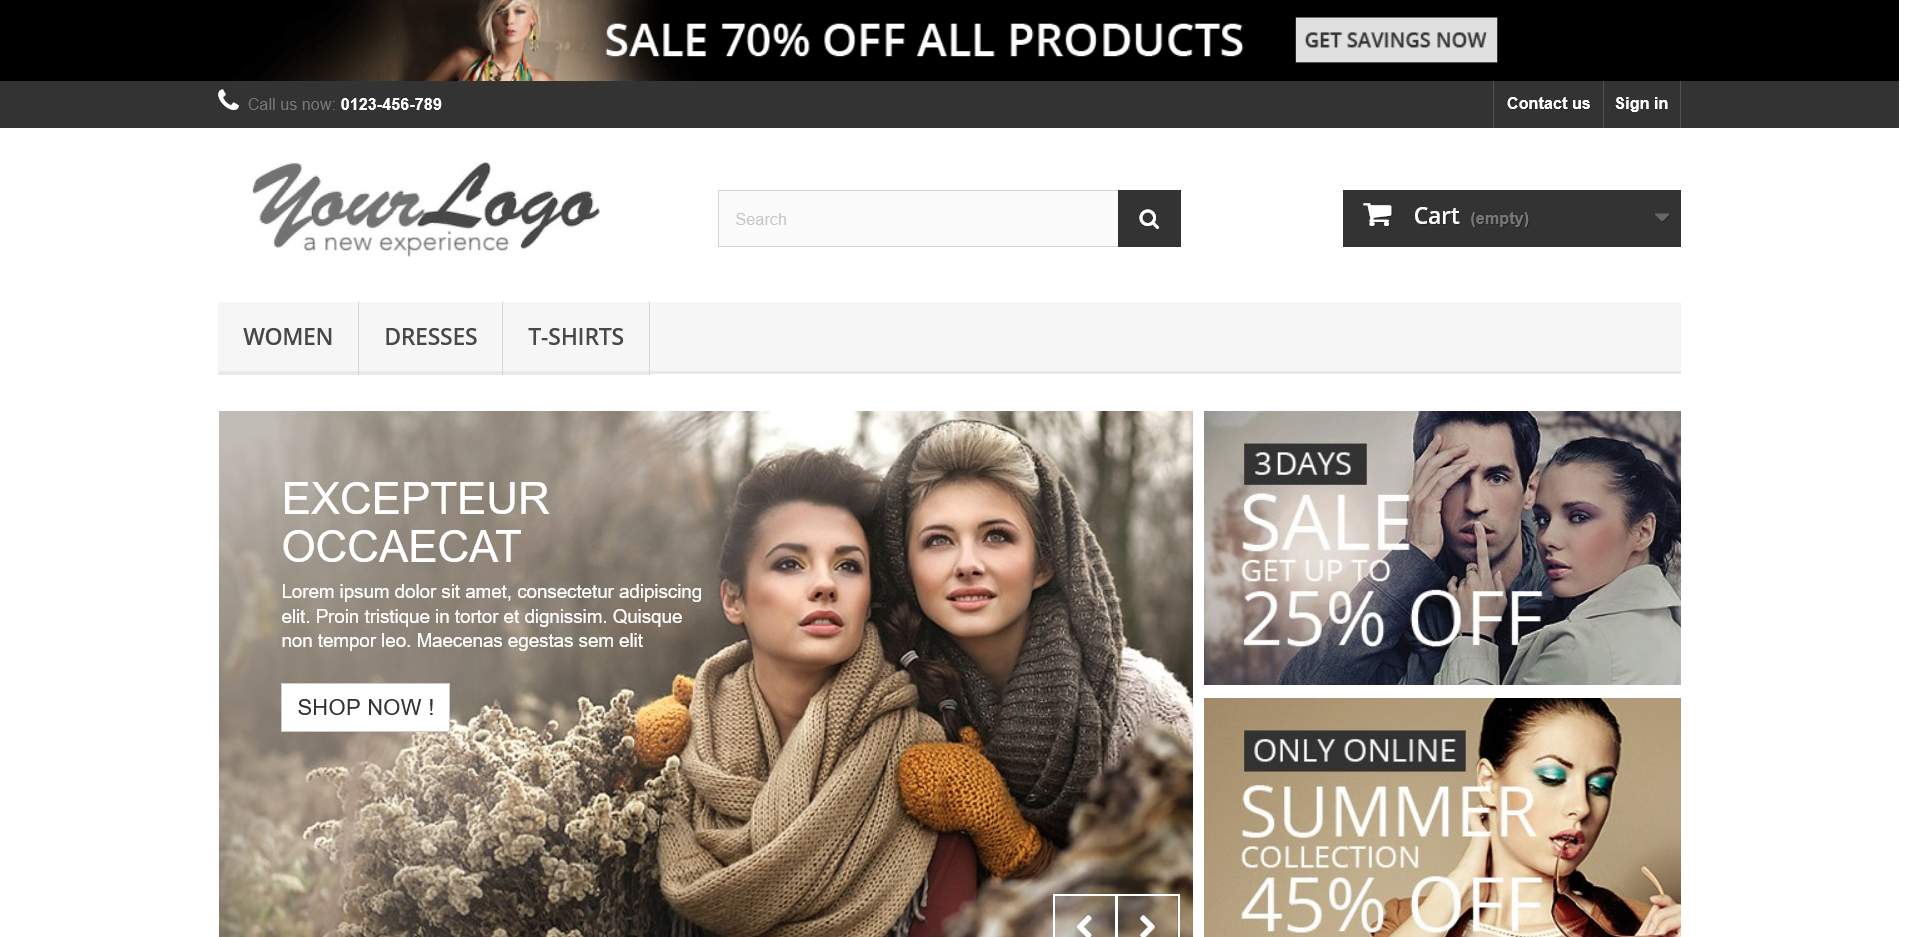 SALE 70% OFF ALL PRODUCTS GET SAVINGS NOW
Call us now: 0123-456-789 Contact us Sign in
YourLogo
a new experience
Search
Cart (empty)
WOMEN DRESSES T-SHIRTS
EXCEPTEUR
OCCAECAT
Lorem ipsum dolor sit amet, consectetur adipiscing
elit. Proin tristique in tortor et dignissim. Quisque
non tempor leo. Maecenas egestas sem elit
SHOP NOW !
3 DAYS
SALE
GET UP TO
25% OFF
ONLY ONLINE
SUMMER
COLLECTION
45% OFF